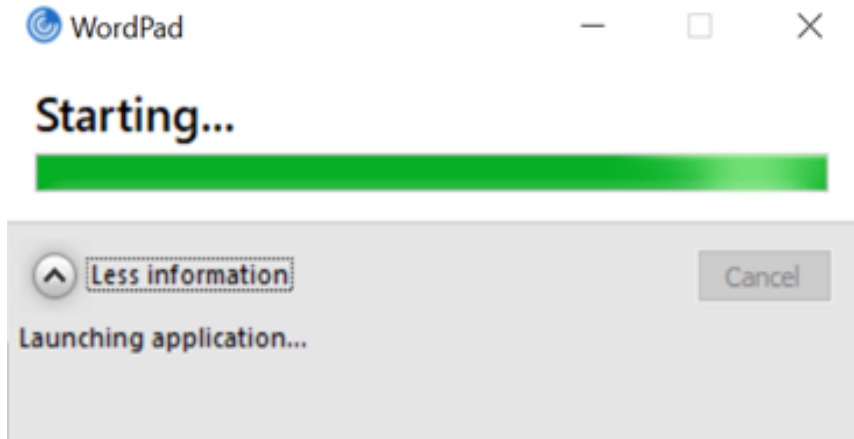 WordPad
Starting...
Less information
Cancel
Launching application...